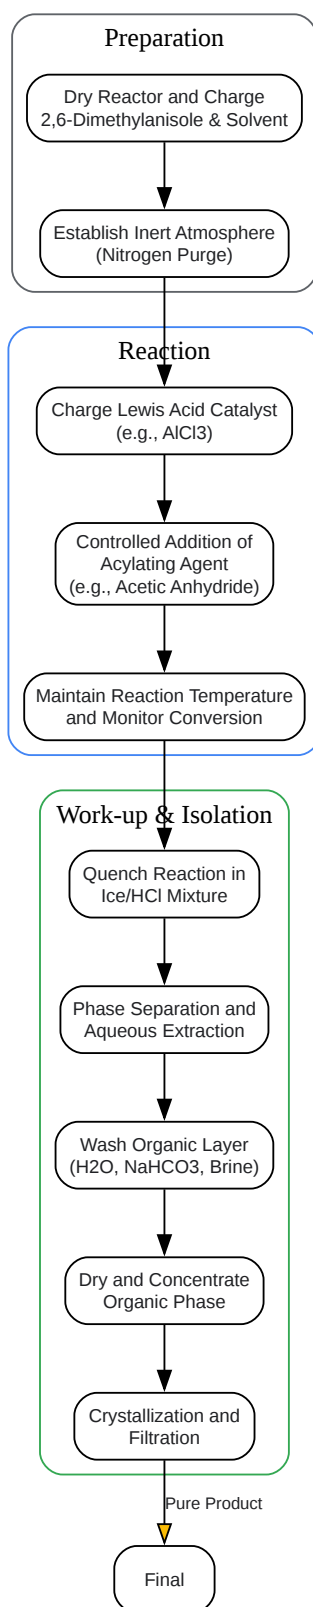 Preparation
Dry Reactor and Charge
2,6-Dimethylanisole & Solvent
Establish Inert Atmosphere
(Nitrogen Purge)
Reaction
Charge Lewis Acid Catalyst
(e.g., AlCl3)
Controlled Addition of
Acylating Agent
(e.g., Acetic Anhydride)
Maintain Reaction Temperature
and Monitor Conversion
Work-up & Isolation
Quench Reaction in
Ice/HCl Mixture
Phase Separation and
Aqueous Extraction
Wash Organic Layer
(H2O, NaHCO3, Brine)
Dry and Concentrate
Organic Phase
Crystallization and
Filtration
Pure Product
Final